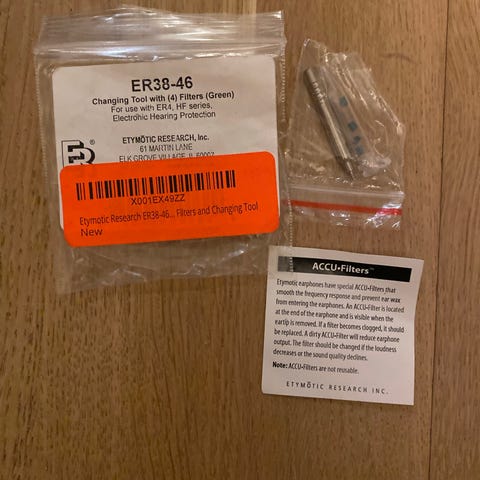 ER38-46
Changing Tool with (4) Filters (Green)
For use with ER4, HF series,
Electronic Hearing Protection
ER®
ETYMŌTIC RESEARCH, Inc.
61 MARTIN LANE
ELK GROVE VILLAGE, IL 60007
X001EX49ZZ
Etymotic Research ER38-46... Filters and Changing Tool
New
ACCU•Filters™
Etymotic earphones have special ACCU-Filters that
smooth the frequency response and prevent ear wax
from entering the earphones. An ACCU-Filter is located
at the end of the earphone and is visible when the
eartip is removed. If a filter becomes clogged, it should
be replaced. A dirty ACCU-Filter will reduce earphone
output. The filter should be changed if the loudness
decreases or the sound quality declines.
Note: ACCU-Filters are not reusable.
ETYMŌTIC RESEARCH INC.